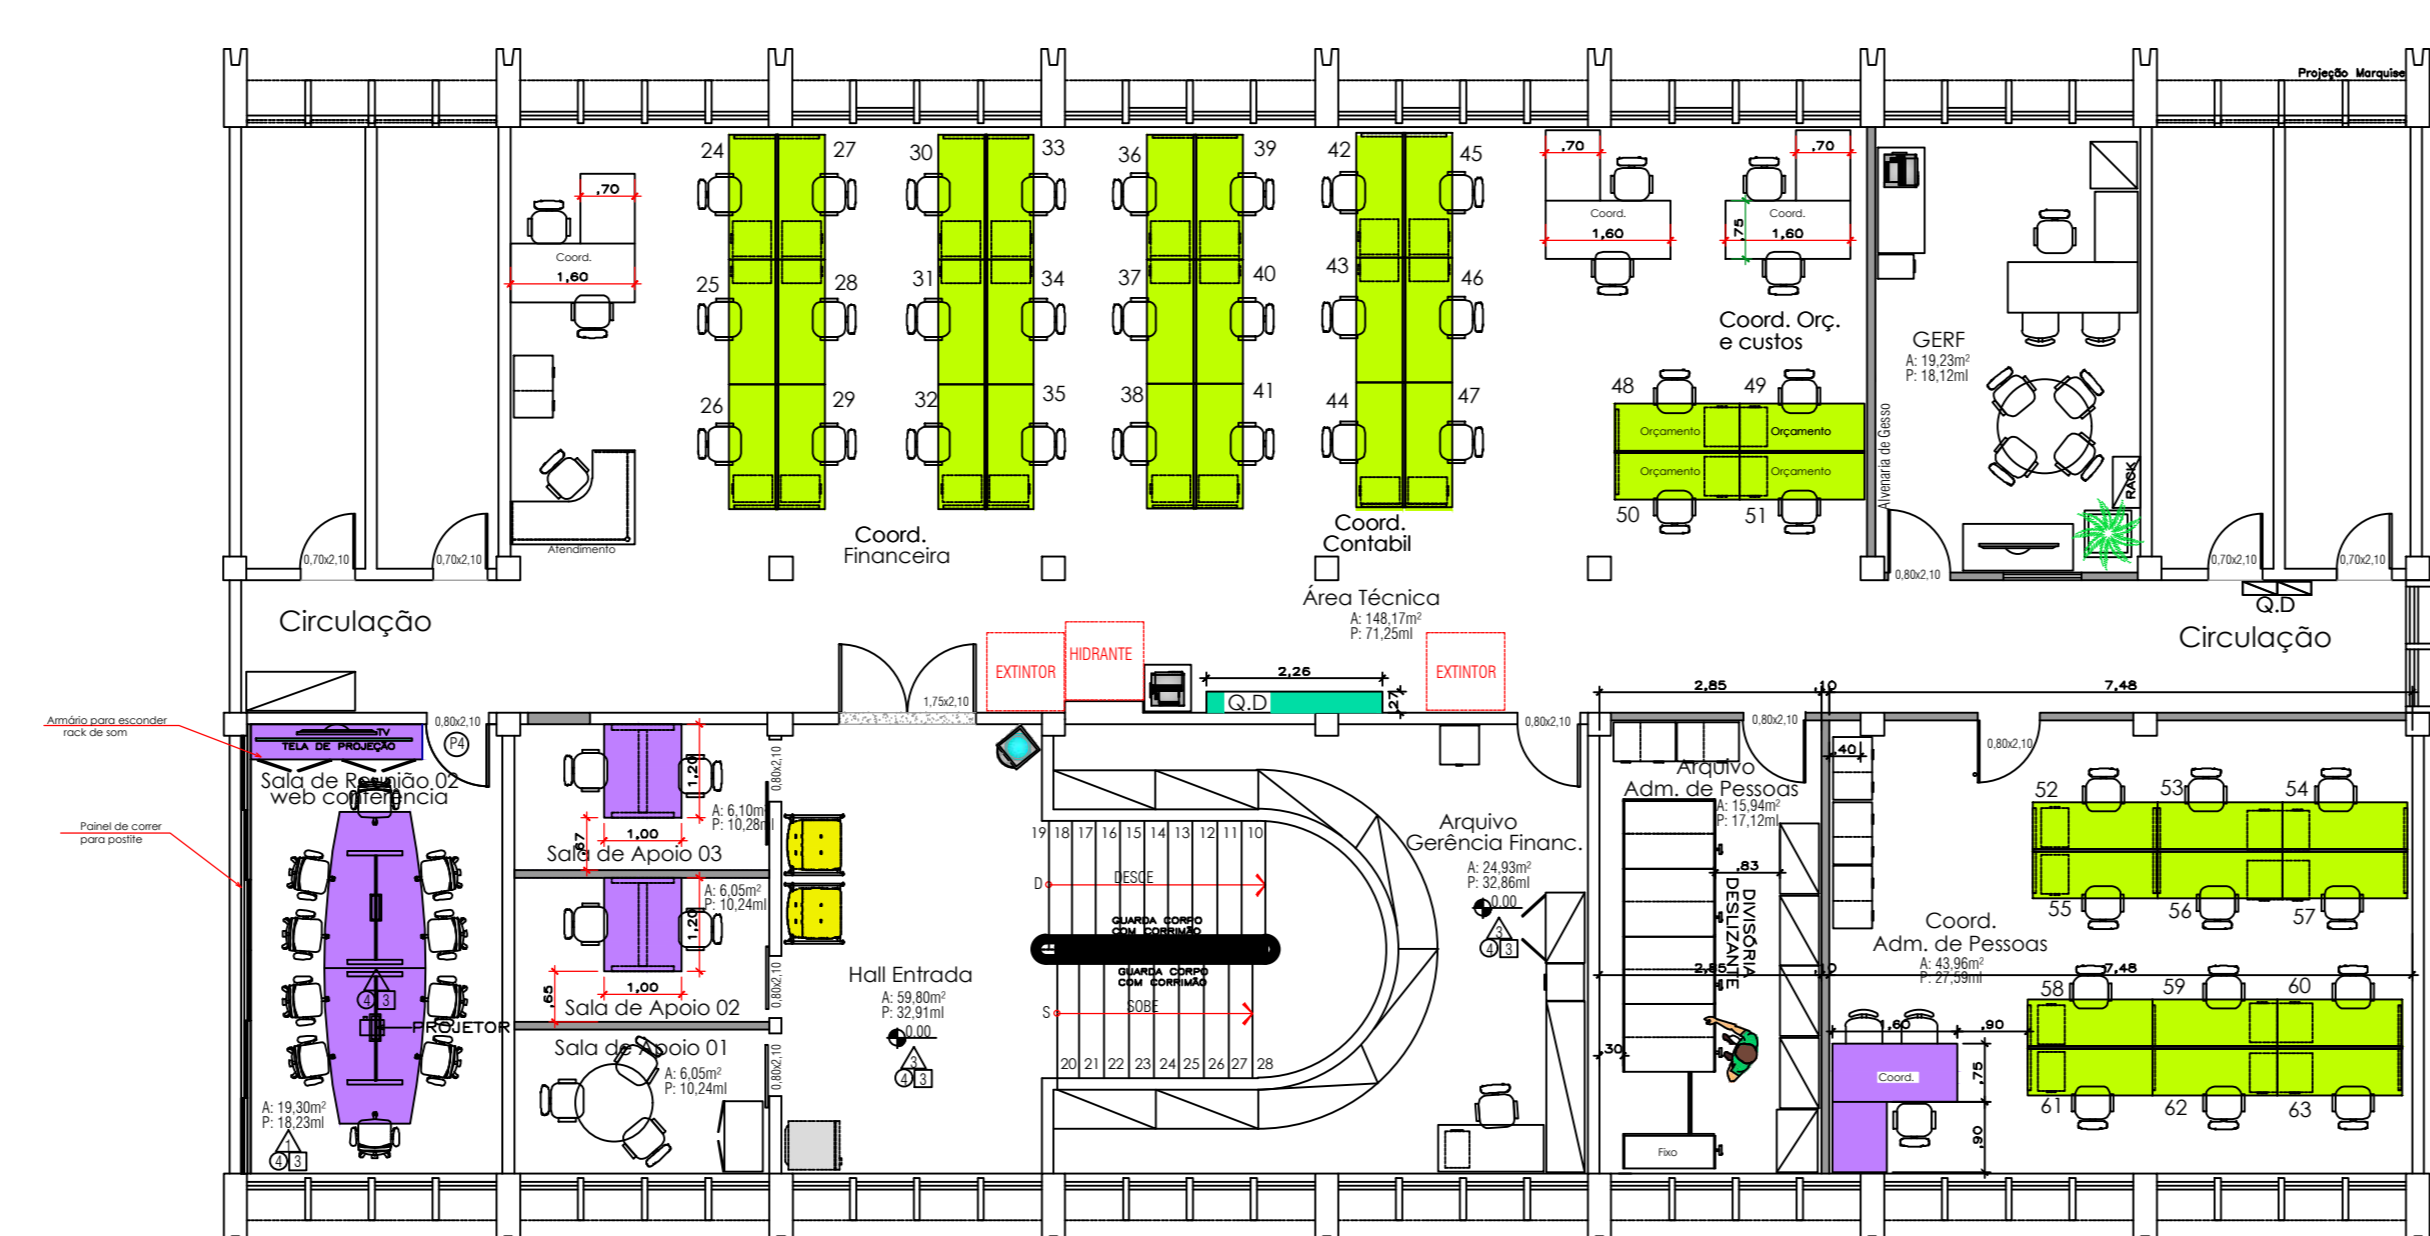 Projeção Marquise
24
27
30
33
36
39
42
45
,70
,70
,70
Coord.
1,60
Coord.
1,60
,75
Coord.
1,60
25
28
31
34
37
40
43
46
26
29
32
35
38
41
44
47
Coord. Orç.
e custos
GERF
A: 19,23m²
P: 18,12ml
48
49
Orçamento
Orçamento
Orçamento
Orçamento
50
51
Alvenaria de Gesso
RACK
Atendimento
Coord.
Financeira
Coord.
Contabil
0,70x2,10
0,70x2,10
0,80x2,10
0,70x2,10
0,70x2,10
Circulação
Área Técnica
A: 148,17m²
P: 71,25ml
Q.D
Circulação
EXTINTOR
HIDRANTE
EXTINTOR
2,26
Q.D
,27
1,75x2,10
2,85
,10
7,48
Armário para esconder
rack de som
0,80x2,10
P4
TV
TELA DE PROJEÇÃO
Sala de Reunião 02
web conferência
Painel de correr
para postite
PROJETOR
4
3
A: 19,30m²
P: 18,23ml
1
4
3
1,20
1,00
,67
A: 6,10m²
P: 10,28ml
Sala de Apoio 03
0,80x2,10
A: 6,05m²
P: 10,24ml
1,20
1,00
,65
Sala de Apoio 02
0,80x2,10
Sala de Apoio 01
A: 6,05m²
P: 10,24ml
0,80x2,10
Hall Entrada
A: 59,80m²
P: 32,91ml
0.00
3
4
3
19 18 17 16 15 14 13 12 11 10
D
DESCE
GUARDA CORPO
COM CORRIMÃO
GUARDA CORPO
COM CORRIMÃO
S
SOBE
20 21 22 23 24 25 26 27 28
0,80x2,10
Arquivo
Gerência Financ.
A: 24,93m²
P: 32,86ml
0.00
3
4
3
0,80x2,10
Arquivo
Adm. de Pessoas
A: 15,94m²
P: 17,12ml
,83
DIVISÓRIA
DESLIZANTE
2,85
,10
7,48
,30
Fixo
,40
0,80x2,10
52
53
54
55
56
57
Coord.
Adm. de Pessoas
A: 43,96m²
P: 27,59ml
58
59
60
1,60
,90
Coord.
,75
,90
61
62
63